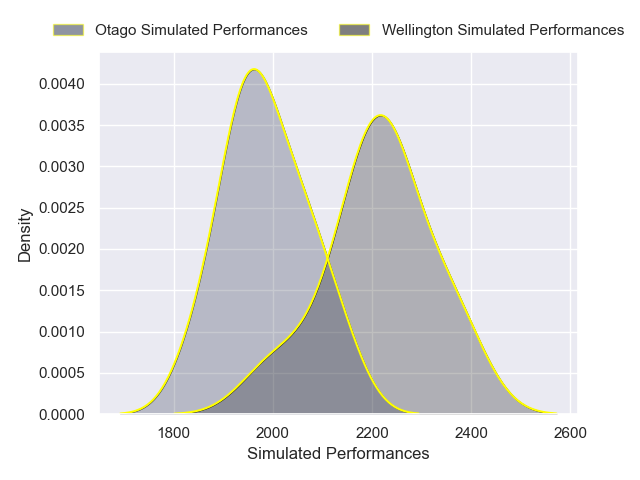 Otago Simulated Performances Wellington Simulated Performances
0.0040
0.0035
0.0030
0.0025
0.0020
0.0015
0.0010
0.0005
0.0000
Density
1800 2000 2200 2400 2600
Simulated Performances